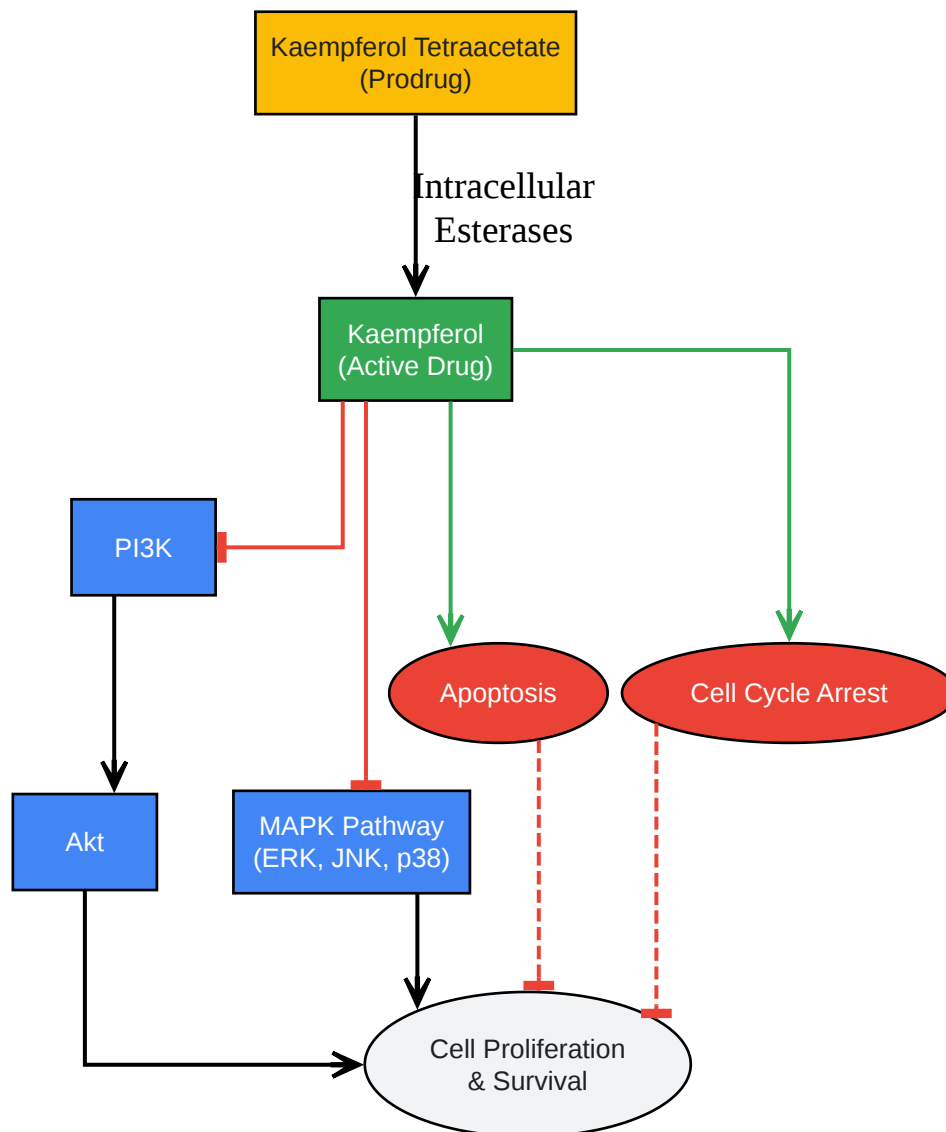 Kaempferol Tetraacetate
(Prodrug)
Intracellular
Esterases
Kaempferol
(Active Drug)
PI3K
Apoptosis
Cell Cycle Arrest
Akt
MAPK Pathway
(ERK, JNK, p38)
Cell Proliferation
& Survival